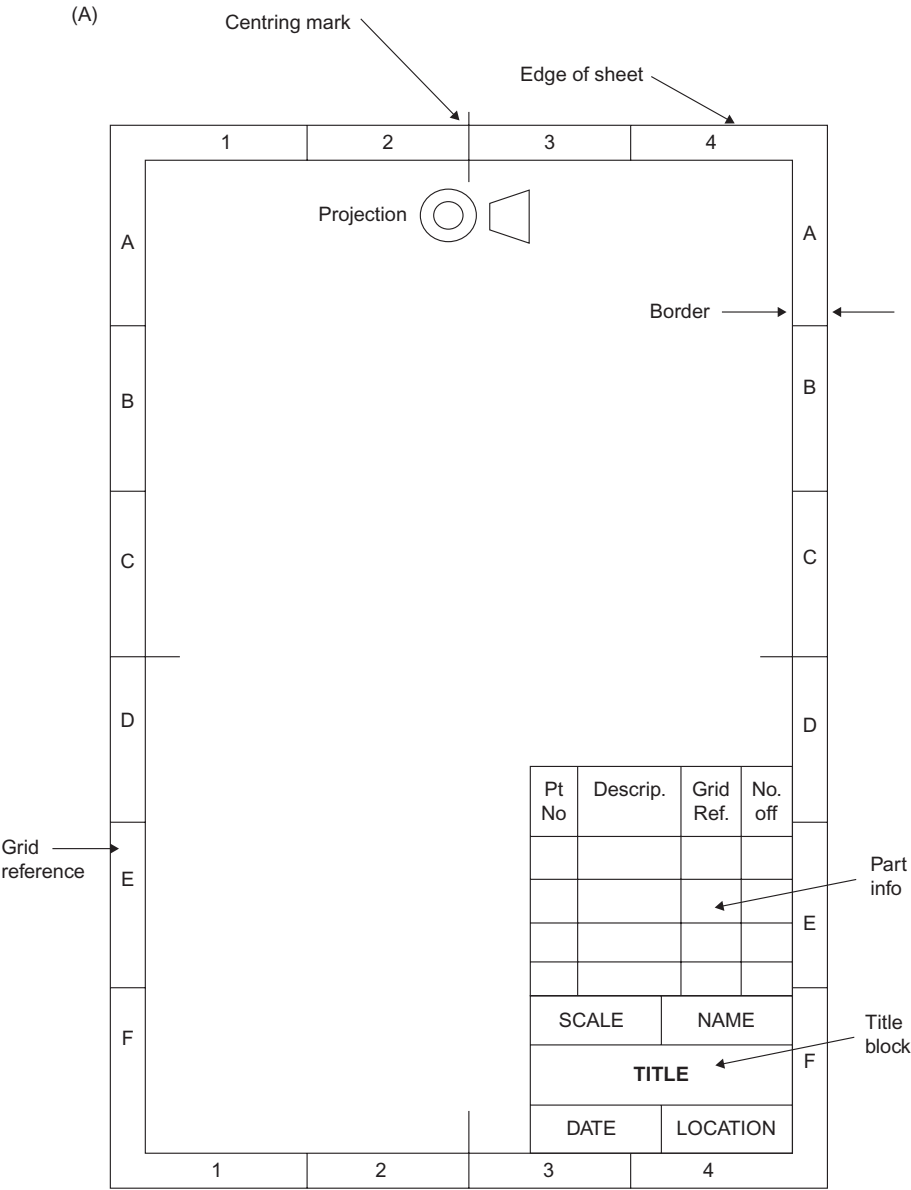 (A)
Centring mark
Edge of sheet
1 2 3 4
Projection
A A
Border
B B
C C
D D
Pt No Descrip. Grid Ref. No. off
Grid reference
E E
Part info
F F
SCALE NAME
Title block
TITLE
DATE LOCATION
1 2 3 4